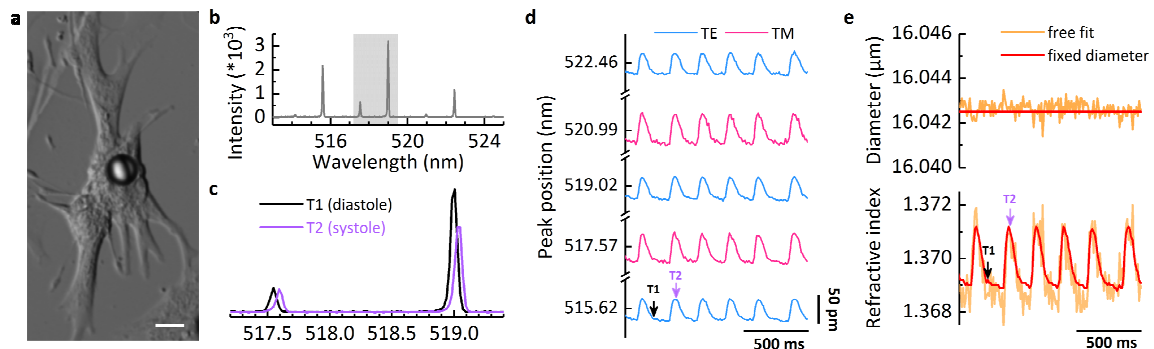 a
b
Intensity (*10³)
3
2
1
0
516
520
524
Wavelength (nm)
c
T1 (diastole)
T2 (systole)
517.5
518.0
518.5
519.0
d
TE
TM
Peak position (nm)
522.46
520.99
519.02
517.57
515.62
T1
T2
50 pm
500 ms
e
free fit
fixed diameter
Diameter (µm)
16.046
16.044
16.042
16.040
Refractive index
1.372
1.370
1.368
T1
T2
500 ms